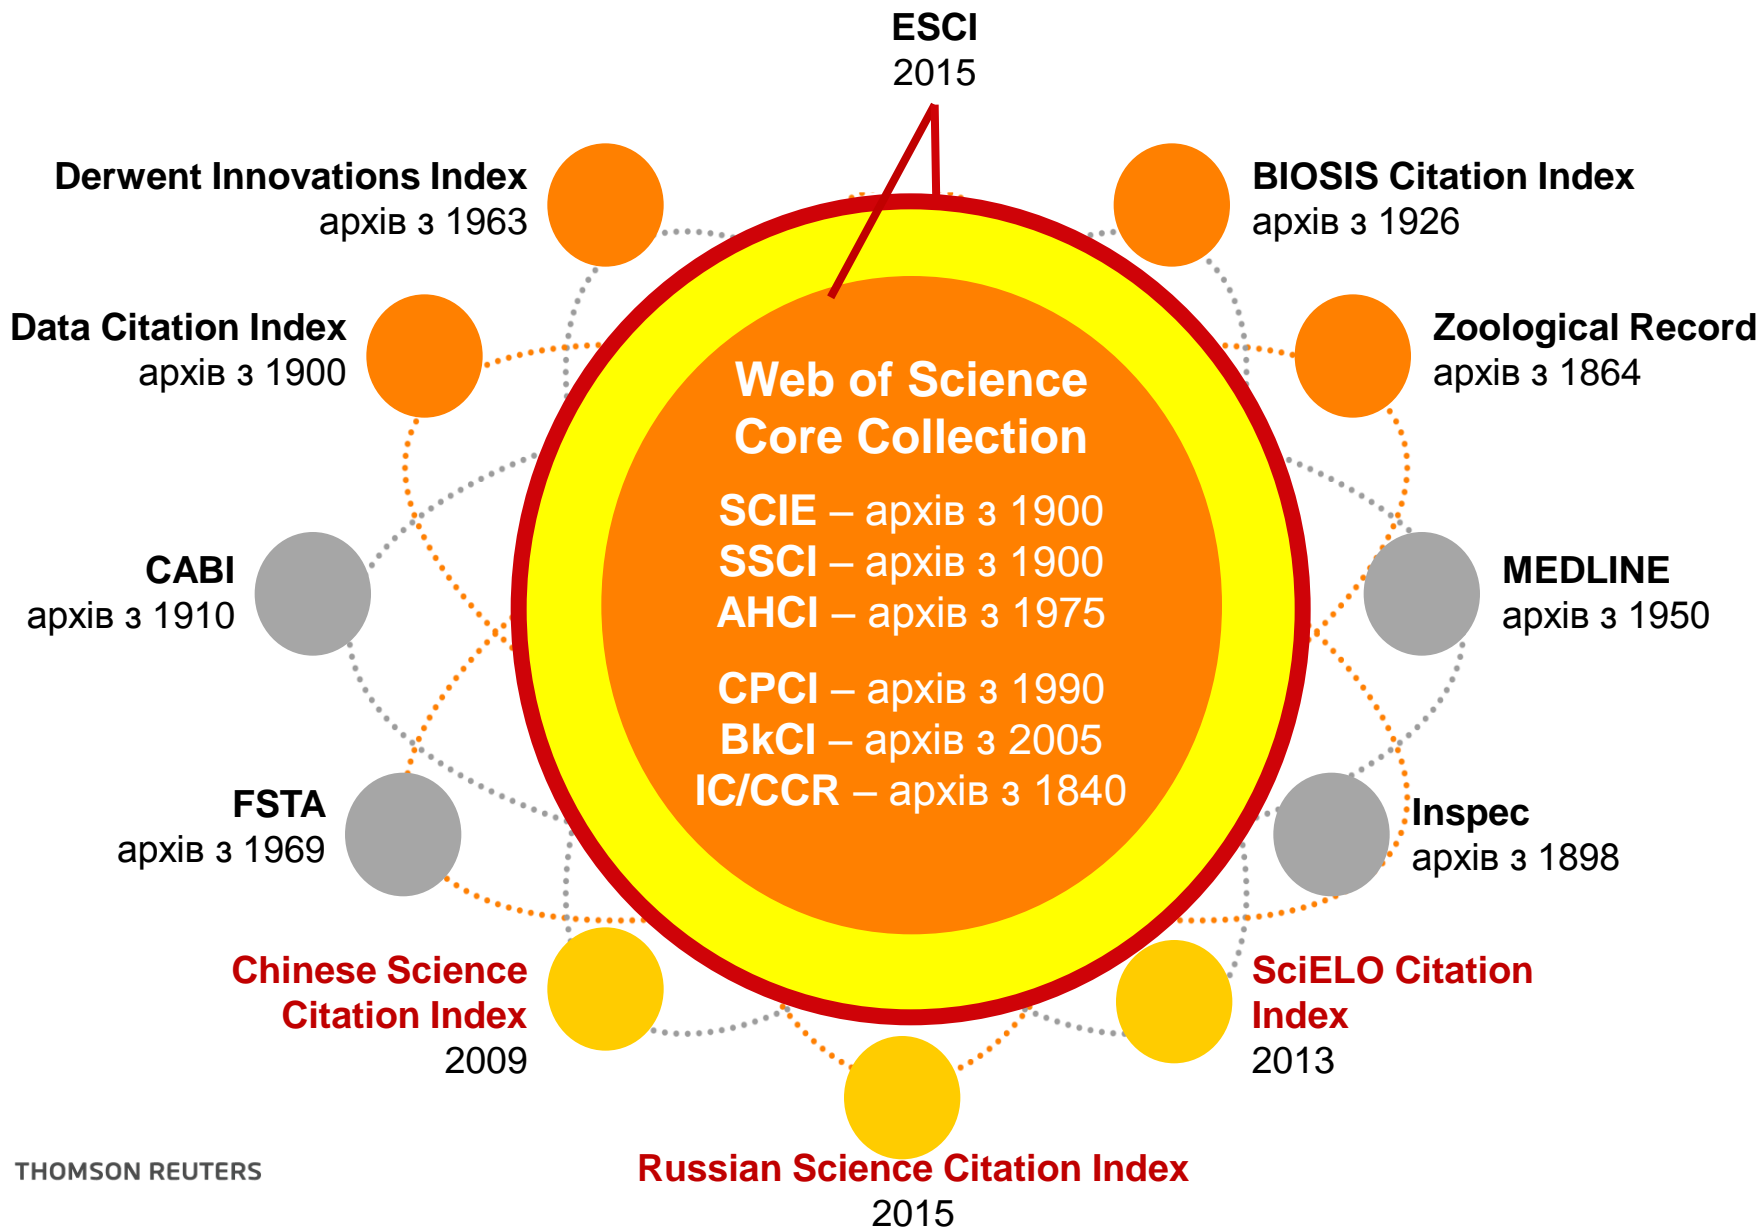 ESCI
2015
Derwent Innovations Index
архів з 1963
BIOSIS Citation Index
архів з 1926
Data Citation Index
архів з 1900
Zoological Record
архів з 1864
Web of Science
Core Collection
SCIE – архів з 1900
SSCI – архів з 1900
AHCI – архів з 1975
CPCI – архів з 1990
BkCI – архів з 2005
IC/CCR – архів з 1840
CABI
архів з 1910
MEDLINE
архів з 1950
FSTA
архів з 1969
Inspec
архів з 1898
Chinese Science
Citation Index
2009
SciELO Citation
Index
2013
Russian Science Citation Index
2015
THOMSON REUTERS